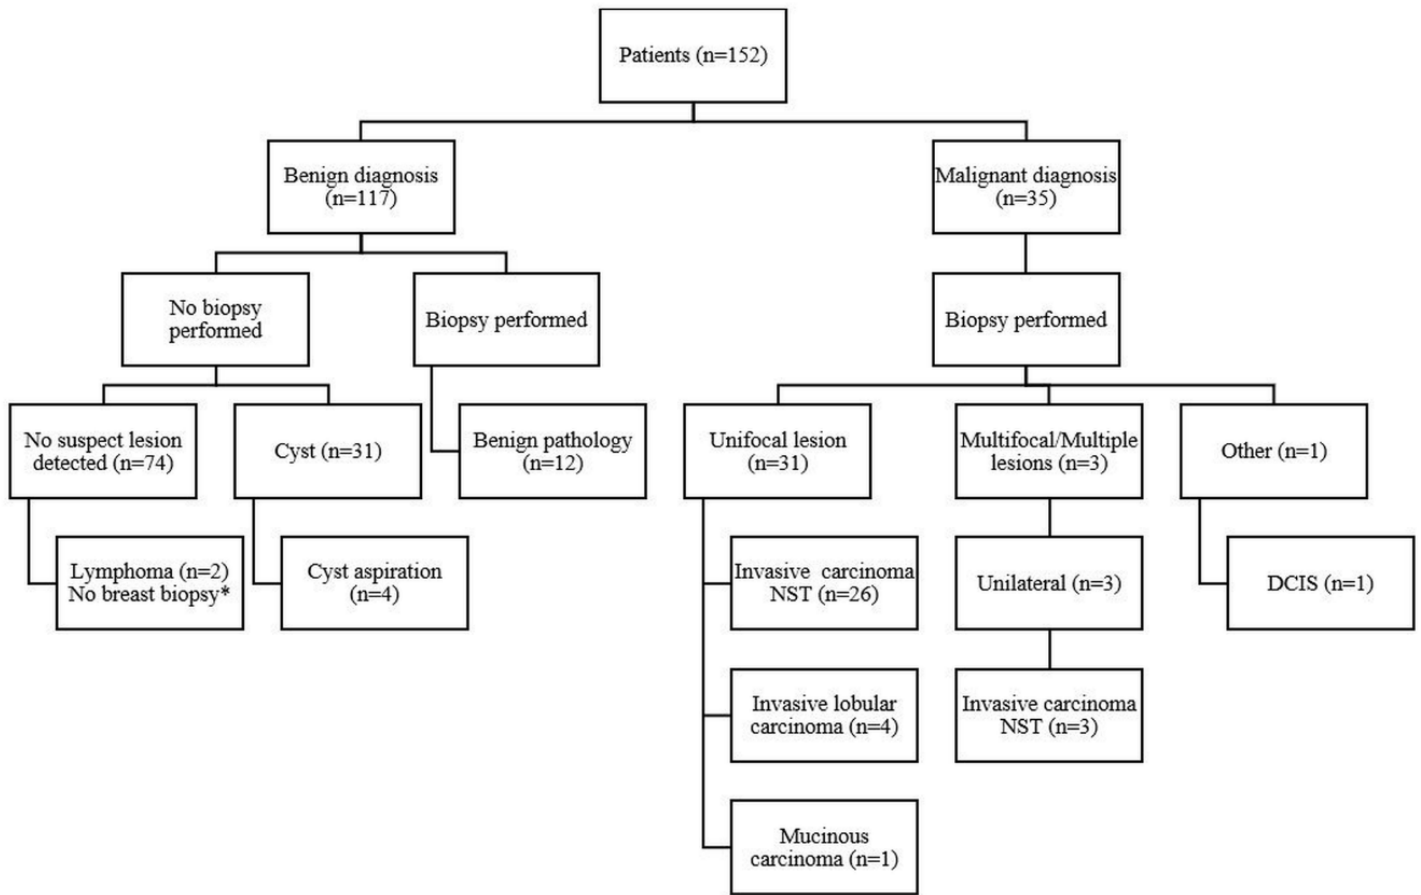 Patients (n=152)
Benign diagnosis
(n=117)
Malignant diagnosis
(n=35)
No biopsy
performed
Biopsy performed
Biopsy performed
No suspect lesion
detected (n=74)
Cyst (n=31)
Benign pathology
(n=12)
Unifocal lesion
(n=31)
Multifocal/Multiple
lesions (n=3)
Other (n=1)
Lymphoma (n=2)
No breast biopsy*
Cyst aspiration
(n=4)
Invasive carcinoma
NST (n=26)
Unilateral (n=3)
DCIS (n=1)
Invasive lobular
carcinoma (n=4)
Invasive carcinoma
NST (n=3)
Mucinous
carcinoma (n=1)